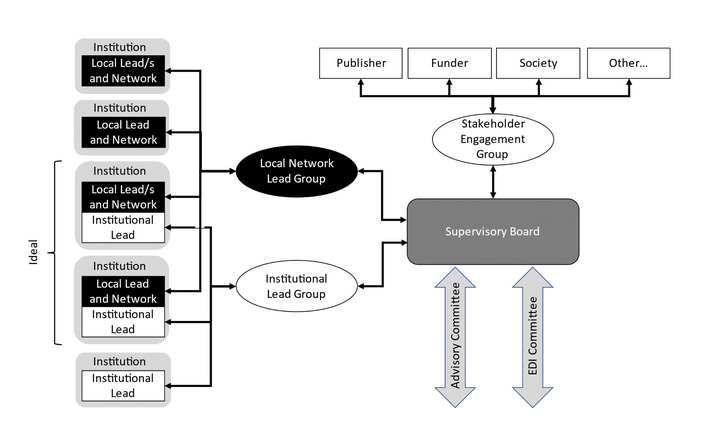 Institution
Local Lead/s
and Network
Institution
Local Lead
and Network
Institution
Local Lead/s
and Network
Institutional
Lead
Institution
Local Lead
and Network
Institutional
Lead
Institution
Institutional
Lead
Ideal
Local Network
Lead Group
Institutional
Lead Group
Publisher
Funder
Society
Other...
Stakeholder
Engagement
Group
Supervisory Board
Advisory Committee
EDI Committee